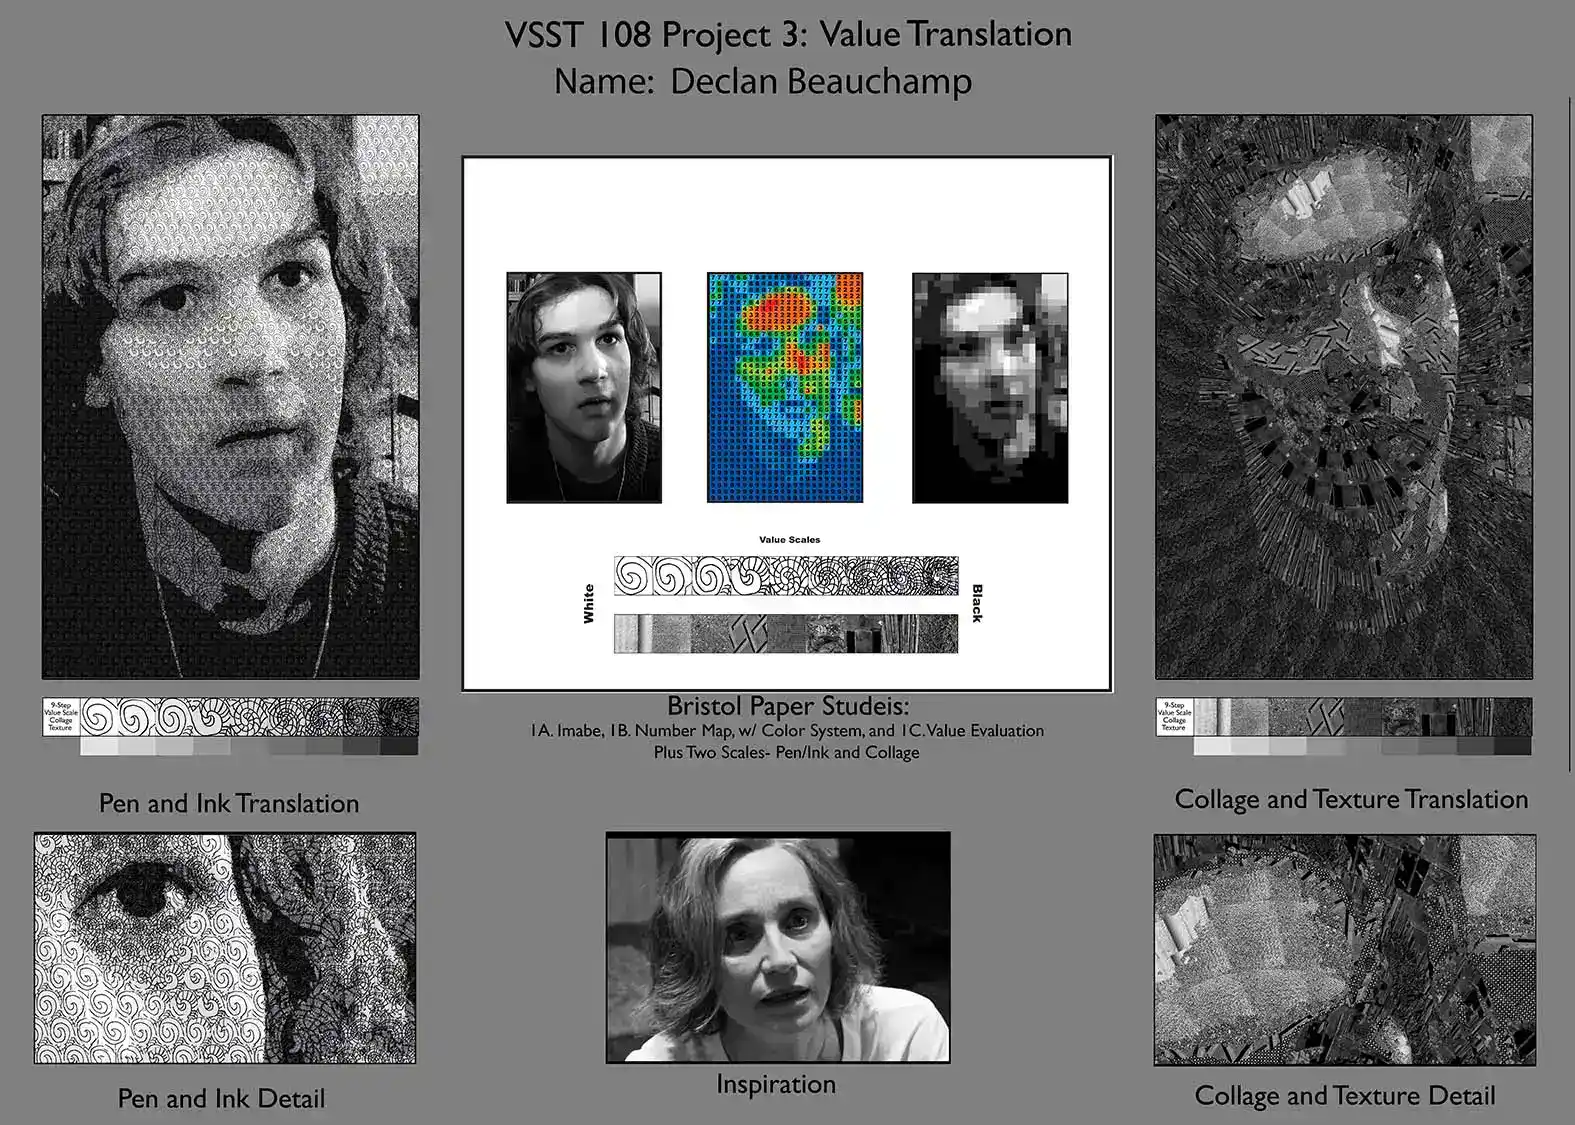 VSST 108 Project 3: Value Translation
Name: Declan Beauchamp
Value Scales
White
Black
9-Step
Value Scale
Collage
Texture
Bristol Paper Studeis:
1A. Imabe, 1B. Number Map, w/ Color System, and 1C. Value Evaluation
Plus Two Scales- Pen/Ink and Collage
9-Step
Value Scale
Collage
Texture
Pen and Ink Translation
Collage and Texture Translation
Pen and Ink Detail
Inspiration
Collage and Texture Detail